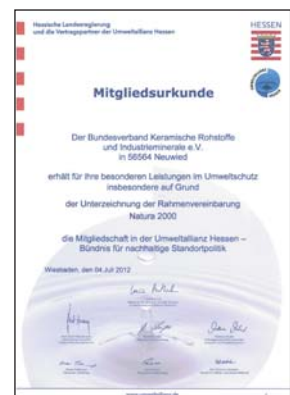 Hessische Landesregierung
und die Vertragspartner der Umweltallianz Hessen
HESSEN
Mitgliedsurkunde
Der Bundesverband Keramische Rohstoffe
und Industrieminerale e.V.
in 56564 Neuwied
erhält für ihre besonderen Leistungen im Umweltschutz
insbesondere auf Grund
der Unterzeichnung der Rahmenvereinbarung
Natura 2000
die Mitgliedschaft in der Umweltallianz Hessen –
Bündnis für nachhaltige Standortpolitik
Wiesbaden, den 04. Juli 2012